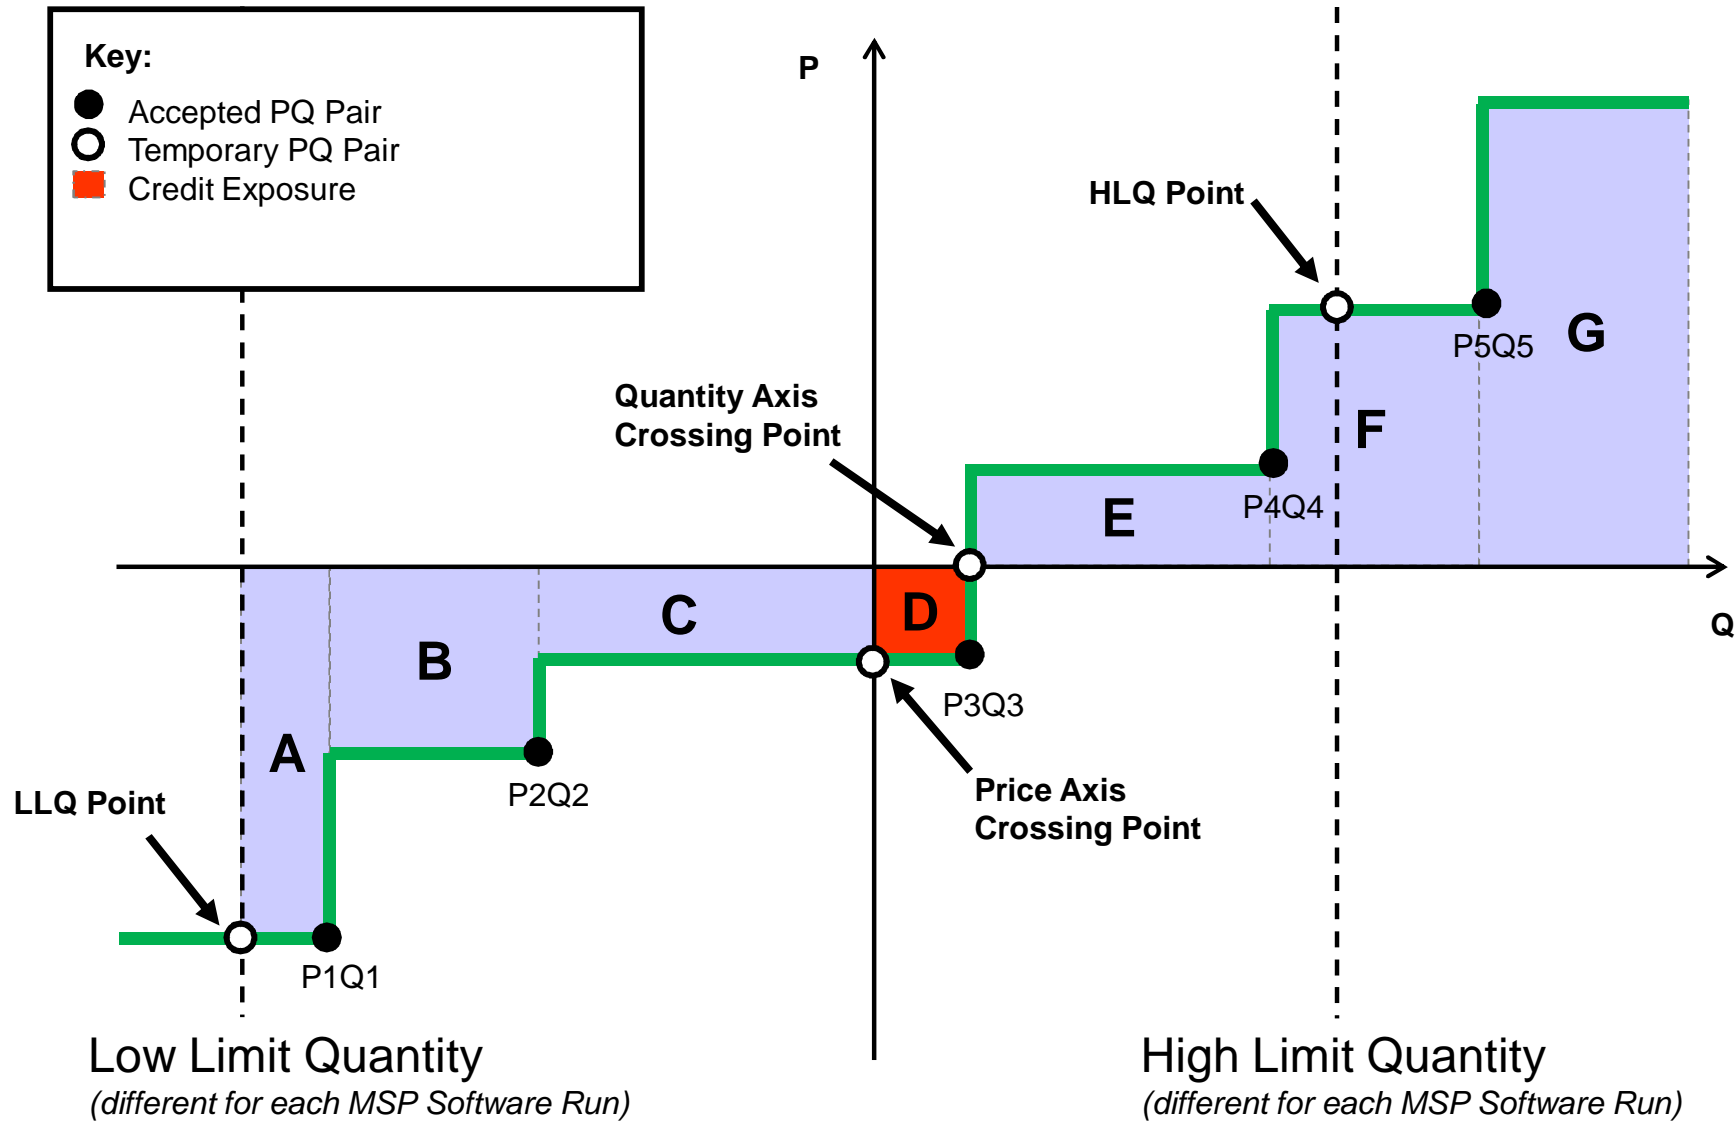 Key:
Accepted PQ Pair
Temporary PQ Pair
Credit Exposure
P
HLQ Point
P5Q5
G
Quantity Axis
Crossing Point
F
P4Q4
E
Q
D
C
B
P3Q3
A
P2Q2
LLQ Point
Price Axis
Crossing Point
P1Q1
Low Limit Quantity
(different for each MSP Software Run)
High Limit Quantity
(different for each MSP Software Run)